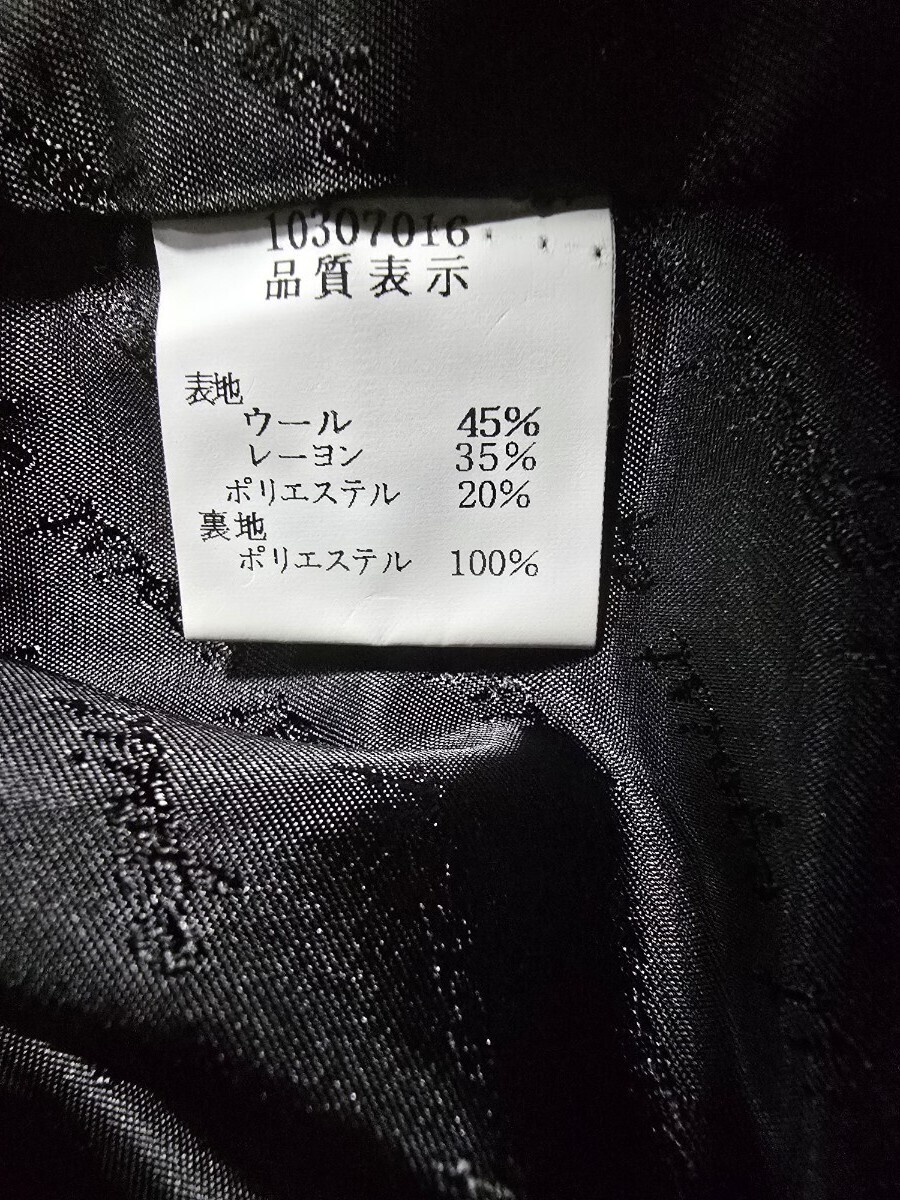 10307016
品質表示
表地
ウール 45%
レーヨン 35%
ポリエステル 20%
裏地
ポリエステル 100%